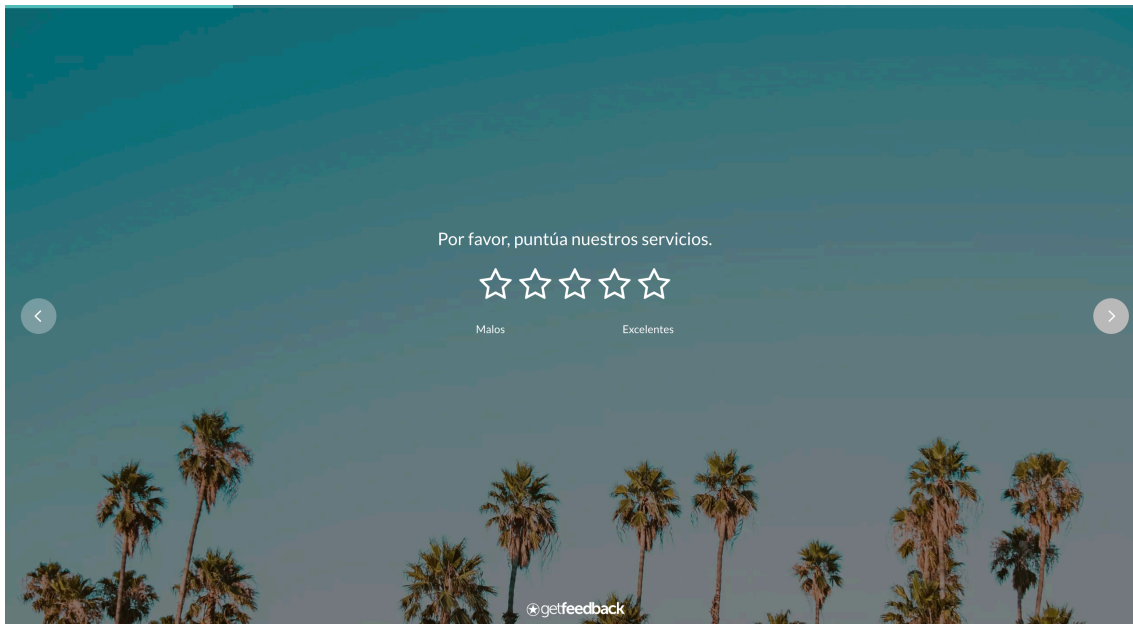 Por favor, puntúa nuestros servicios.
Malos Excelentes
getfeedback